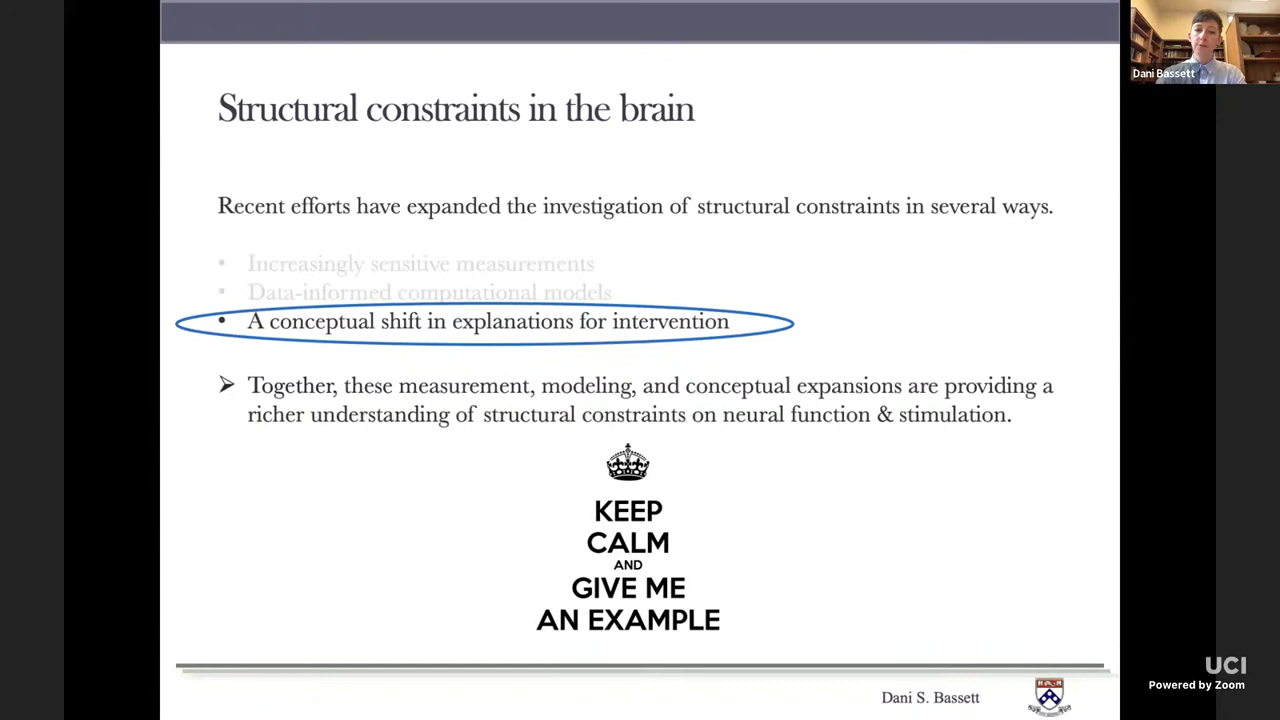 Structural constraints in the brain
Recent efforts have expanded the investigation of structural constraints in several ways.
• Increasingly sensitive measurements
• Data-informed computational models
• A conceptual shift in explanations for intervention
➢ Together, these measurement, modeling, and conceptual expansions are providing a
richer understanding of structural constraints on neural function & stimulation.
KEEP
CALM
AND
GIVE ME
AN EXAMPLE
Dani S. Bassett
Dani Bassett
UCI
Powered by Zoom